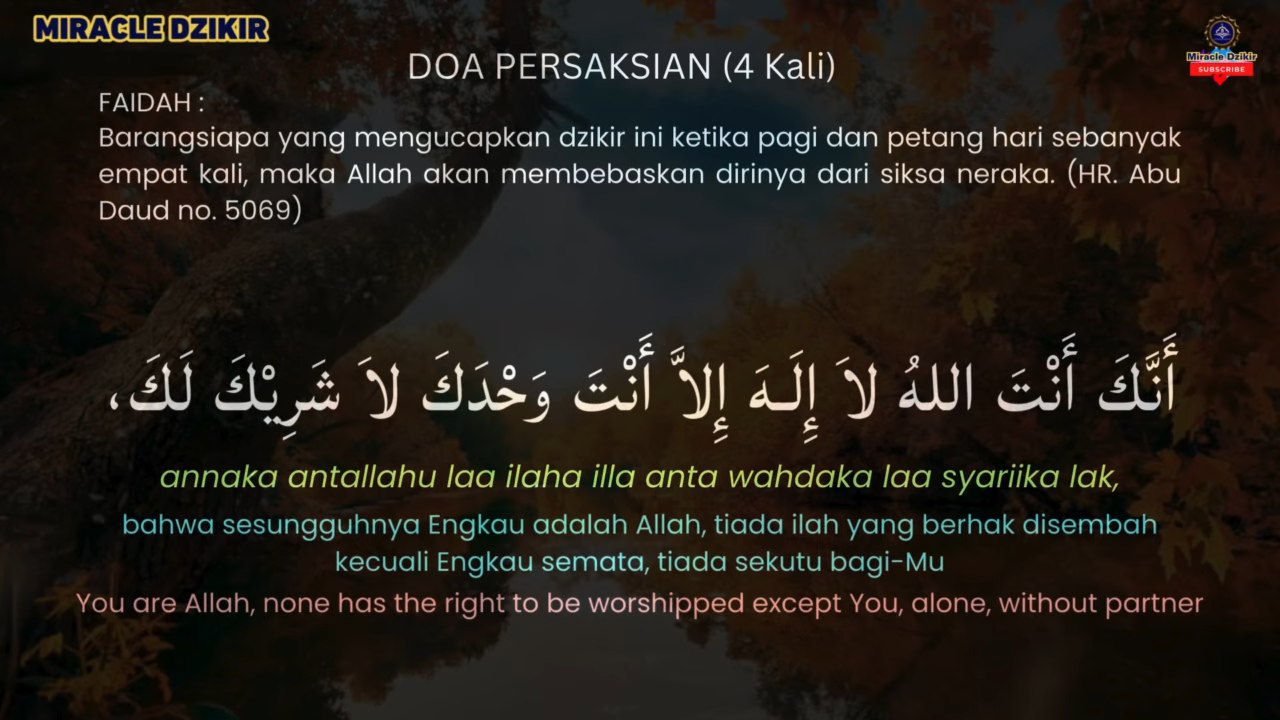 MIRACLE DZIKIR
Miracle Dzikir
SUBSCRIBE
DOA PERSAKSIAN (4 Kali)
FAIDAH :
Barangsiapa yang mengucapkan dzikir ini ketika pagi dan petang hari sebanyak
empat kali, maka Allah akan membebaskan dirinya dari siksa neraka. (HR. Abu
Daud no. 5069)
أَنَّكَ أَنْتَ اللهُ لاَ إِلَـهَ إِلاَّ أَنْتَ وَحْدَكَ لاَ شَرِيْكَ لَكَ،
annaka antallahu laa ilaha illa anta wahdaka laa syariika lak,
bahwa sesungguhnya Engkau adalah Allah, tiada ilah yang berhak disembah
kecuali Engkau semata, tiada sekutu bagi-Mu
You are Allah, none has the right to be worshipped except You, alone, without partner